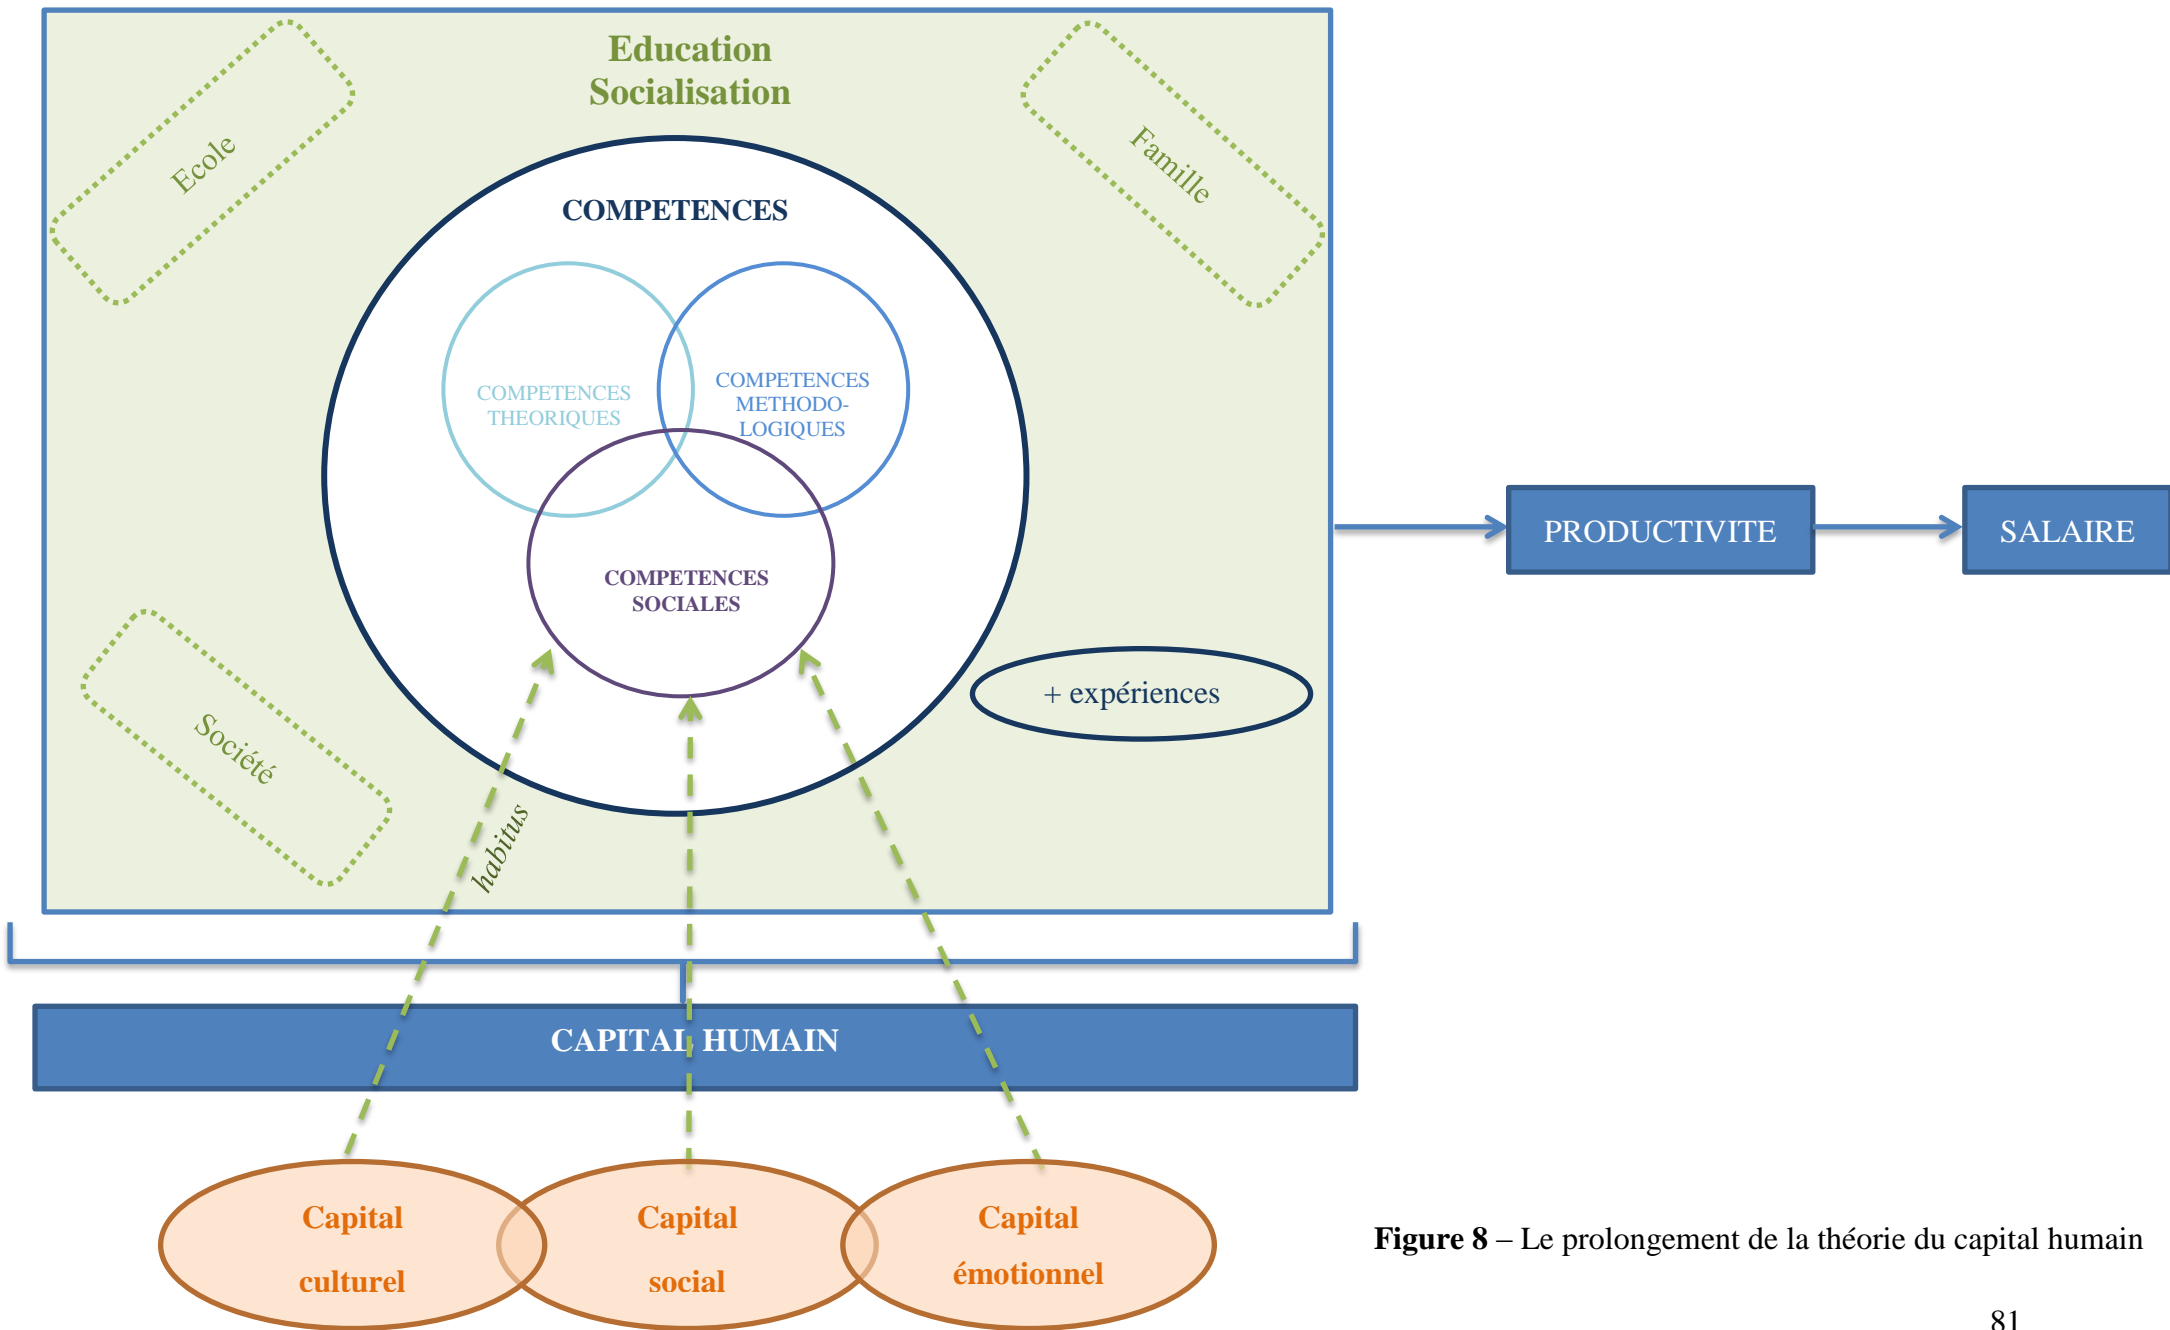 Education
Socialisation
Ecole
Famille
COMPETENCES
COMPETENCES
THEORIQUES
COMPETENCES
METHODO-
LOGIQUES
COMPETENCES
SOCIALES
PRODUCTIVITE
SALAIRE
+ expériences
Société
habitus
CAPITAL HUMAIN
Capital
culturel
Capital
social
Capital
émotionnel
Figure 8 – Le prolongement de la théorie du capital humain
81